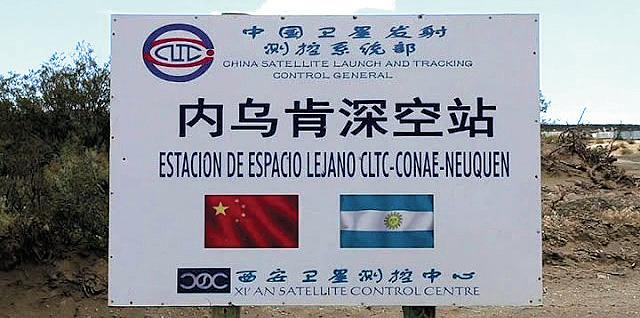 CLTC
中国卫星发射
测控系统部
CHINA SATELLITE LAUNCH AND TRACKING
CONTROL GENERAL
内乌肯深空站
ESTACION DE ESPACIO LEJANO CLTC-CONAE-NEUQUEN
西安卫星测控中心
XI'AN SATELLITE CONTROL CENTRE